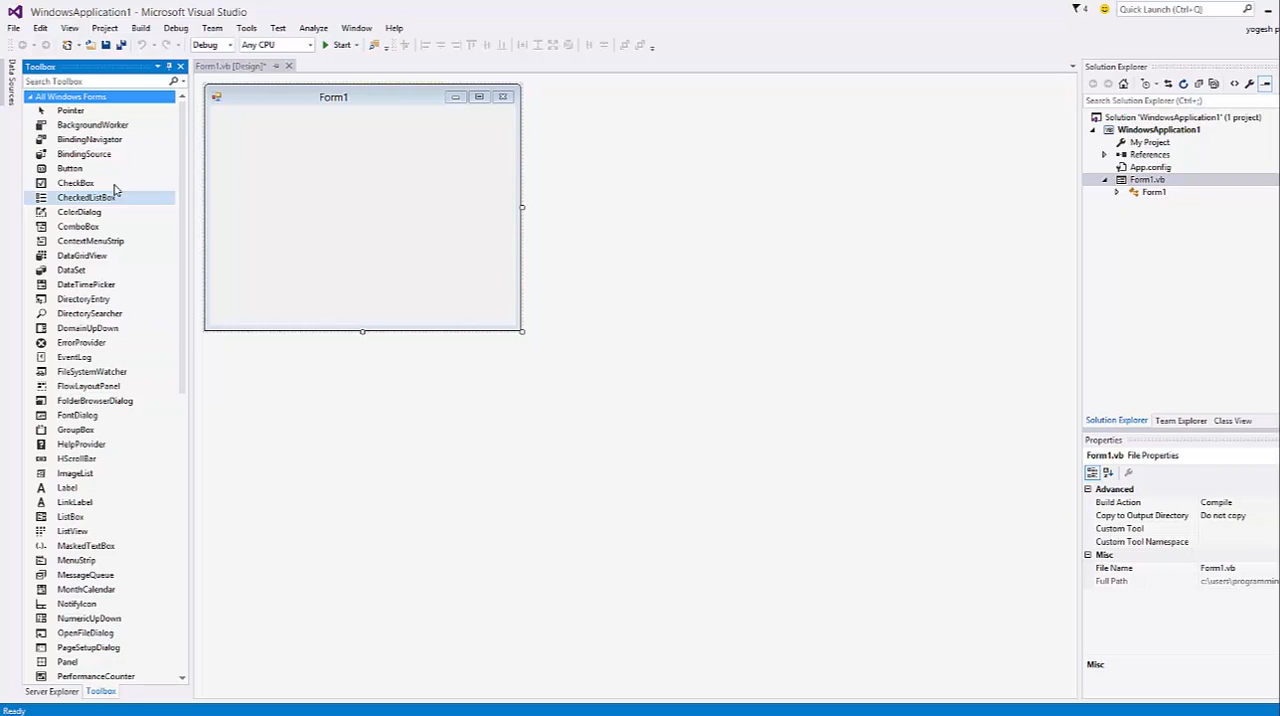 WindowsApplication1 - Microsoft Visual Studio
4
Quick Launch (Ctrl+Q)
File Edit View Project Build Debug Team Tools Test Analyze Window Help
yogesh p
Debug Any CPU Start
Data Sources
Toolbox
Search Toolbox
All Windows Forms
Pointer
BackgroundWorker
BindingNavigator
BindingSource
Button
CheckBox
CheckedListBox
ColorDialog
ComboBox
ContextMenuStrip
DataGridView
DataSet
DateTimePicker
DirectoryEntry
DirectorySearcher
DomainUpDown
ErrorProvider
EventLog
FileSystemWatcher
FlowLayoutPanel
FolderBrowserDialog
FontDialog
GroupBox
HelpProvider
HScrollBar
ImageList
Label
LinkLabel
ListBox
ListView
MaskedTextBox
MenuStrip
MessageQueue
MonthCalendar
NotifyIcon
NumericUpDown
OpenFileDialog
PageSetupDialog
Panel
PerformanceCounter
Server Explorer Toolbox
Form1.vb [Design]*
Form1
Solution Explorer
Search Solution Explorer (Ctrl+;)
Solution 'WindowsApplication1' (1 project)
WindowsApplication1
My Project
References
App.config
Form1.vb
Form1
Solution Explorer Team Explorer Class View
Properties
Form1.vb File Properties
Advanced
Build Action Compile
Copy to Output Directory Do not copy
Custom Tool
Custom Tool Namespace
Misc
File Name Form1.vb
Full Path c:\users\programmin
Misc
Ready